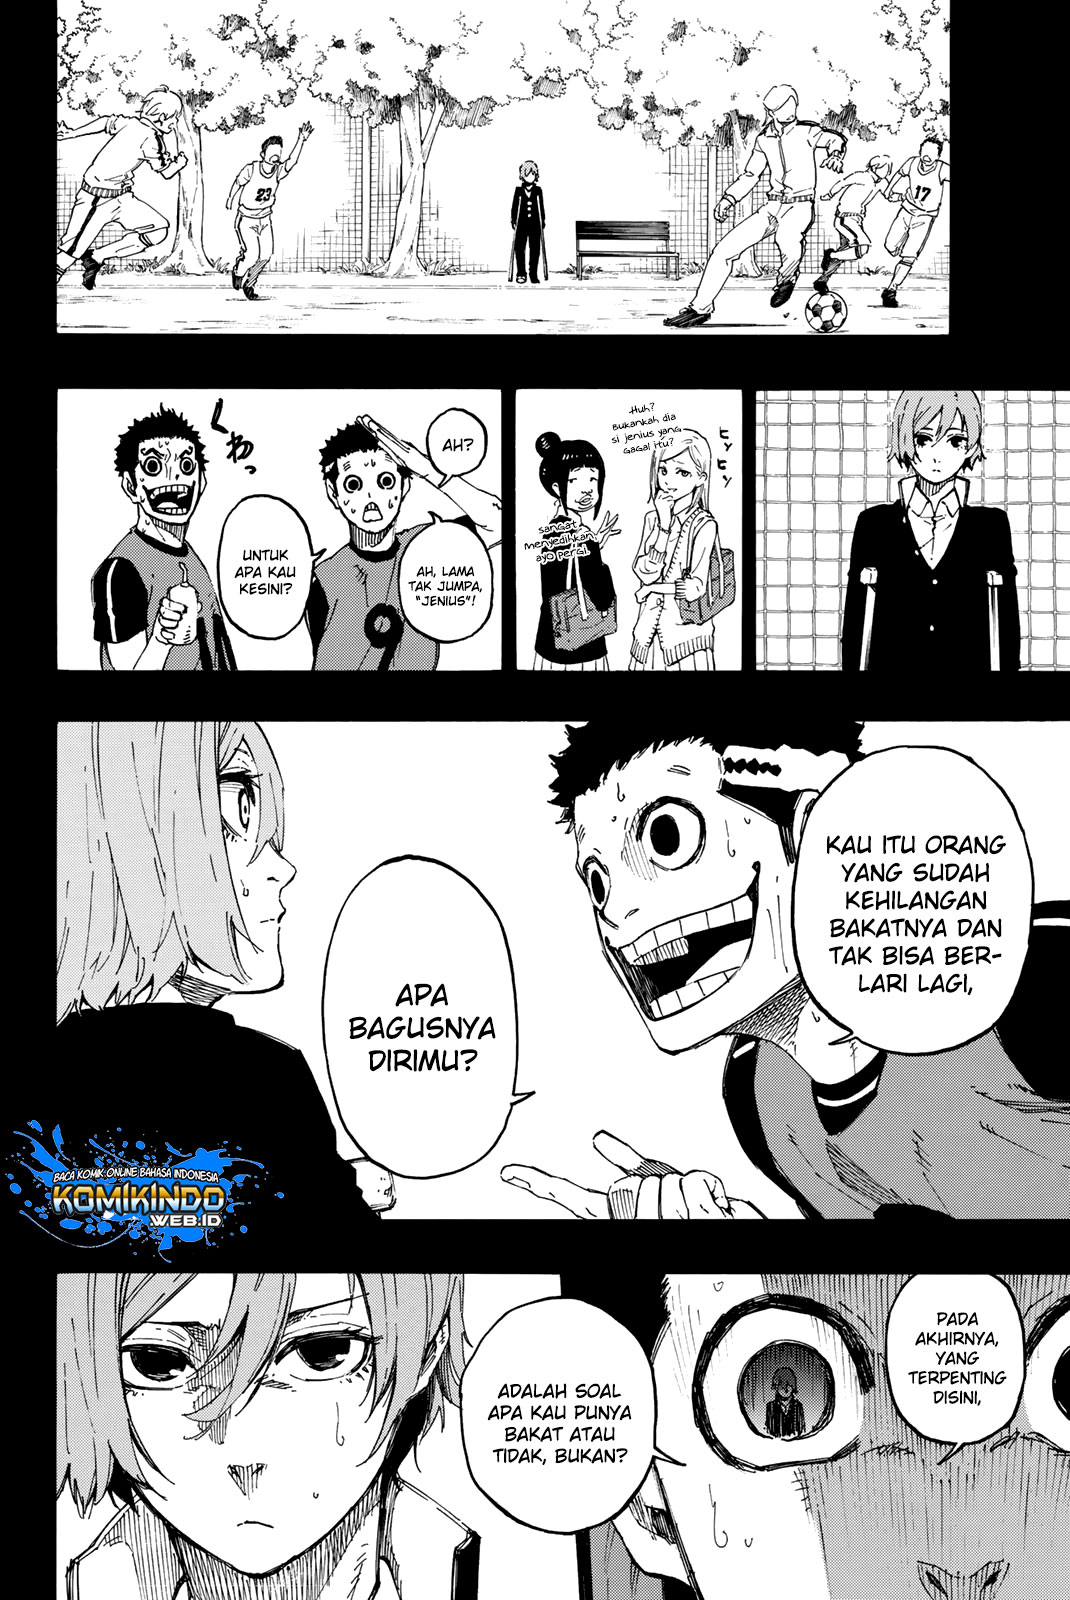 23
17
Huh?
Bukankah dia
si jenius yang
gagal itu?
sangat
menyedihkan,
ayo pergi.
ヒソ
ヒソ
AH?
AH, LAMA
TAK JUMPA,
"JENIUS"!
9
くわっ
UNTUK
APA KAU
KESINI?
KAU ITU ORANG
YANG SUDAH
KEHILANGAN
BAKATNYA DAN
TAK BISA BER-
LARI LAGI,
APA
BAGUSNYA
DIRIMU?
BACA KOMIK ONLINE BAHASA INDONESIA
KOMIKINDO
WEB.ID
PADA
AKHIRNYA,
YANG
TERPENTING
DISINI,
ADALAH SOAL
APA KAU PUNYA
BAKAT ATAU
TIDAK, BUKAN?